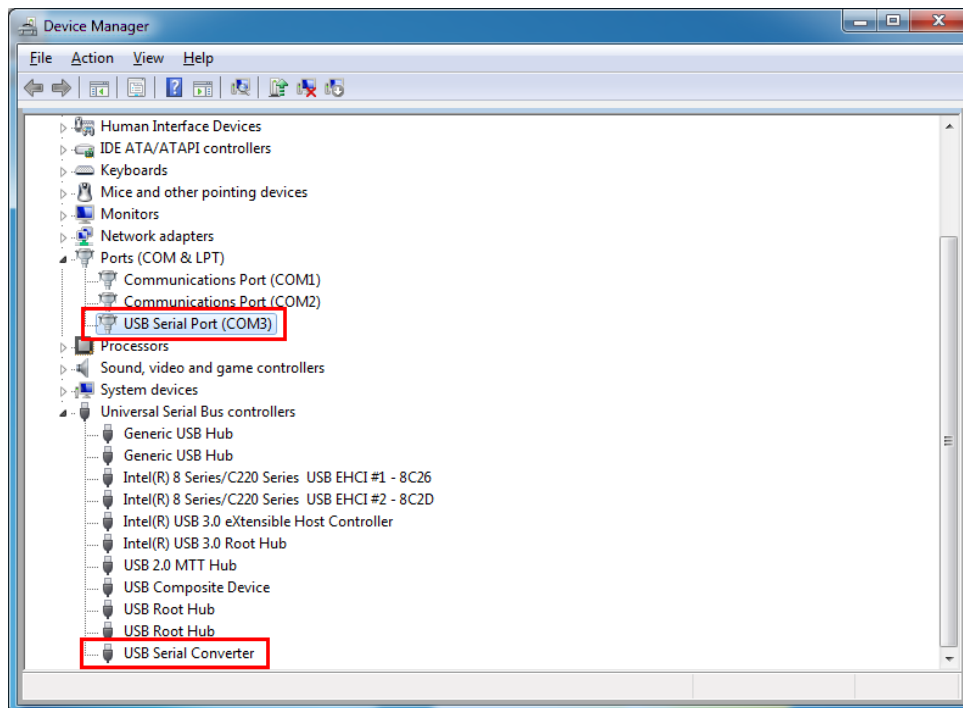 Device Manager
File Action View Help
Human Interface Devices
IDE ATA/ATAPI controllers
Keyboards
Mice and other pointing devices
Monitors
Network adapters
Ports (COM & LPT)
Communications Port (COM1)
Communications Port (COM2)
USB Serial Port (COM3)
Processors
Sound, video and game controllers
System devices
Universal Serial Bus controllers
Generic USB Hub
Generic USB Hub
Intel(R) 8 Series/C220 Series  USB EHCI #1 - 8C26
Intel(R) 8 Series/C220 Series  USB EHCI #2 - 8C2D
Intel(R) USB 3.0 eXtensible Host Controller
Intel(R) USB 3.0 Root Hub
USB 2.0 MTT Hub
USB Composite Device
USB Root Hub
USB Root Hub
USB Serial Converter